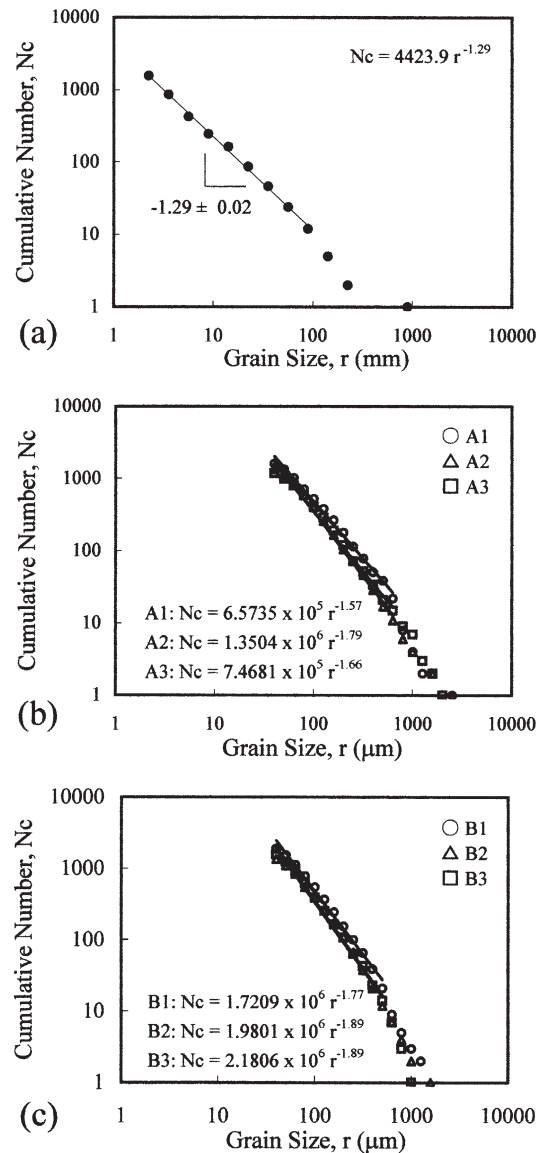 10000
1000
100
10
1
Cumulative Number, Nc
Nc = 4423.9 r^-1.29
-1.29 ± 0.02
1 10 100 1000 10000
Grain Size, r (mm)
(a)
10000
1000
100
10
1
Cumulative Number, Nc
A1
A2
A3
A1: Nc = 6.5735 x 10^5 r^-1.57
A2: Nc = 1.3504 x 10^6 r^-1.79
A3: Nc = 7.4681 x 10^5 r^-1.66
1 10 100 1000 10000
Grain Size, r (μm)
(b)
10000
1000
100
10
1
Cumulative Number, Nc
B1
B2
B3
B1: Nc = 1.7209 x 10^6 r^-1.77
B2: Nc = 1.9801 x 10^6 r^-1.89
B3: Nc = 2.1806 x 10^6 r^-1.89
1 10 100 1000 10000
Grain Size, r (μm)
(c)